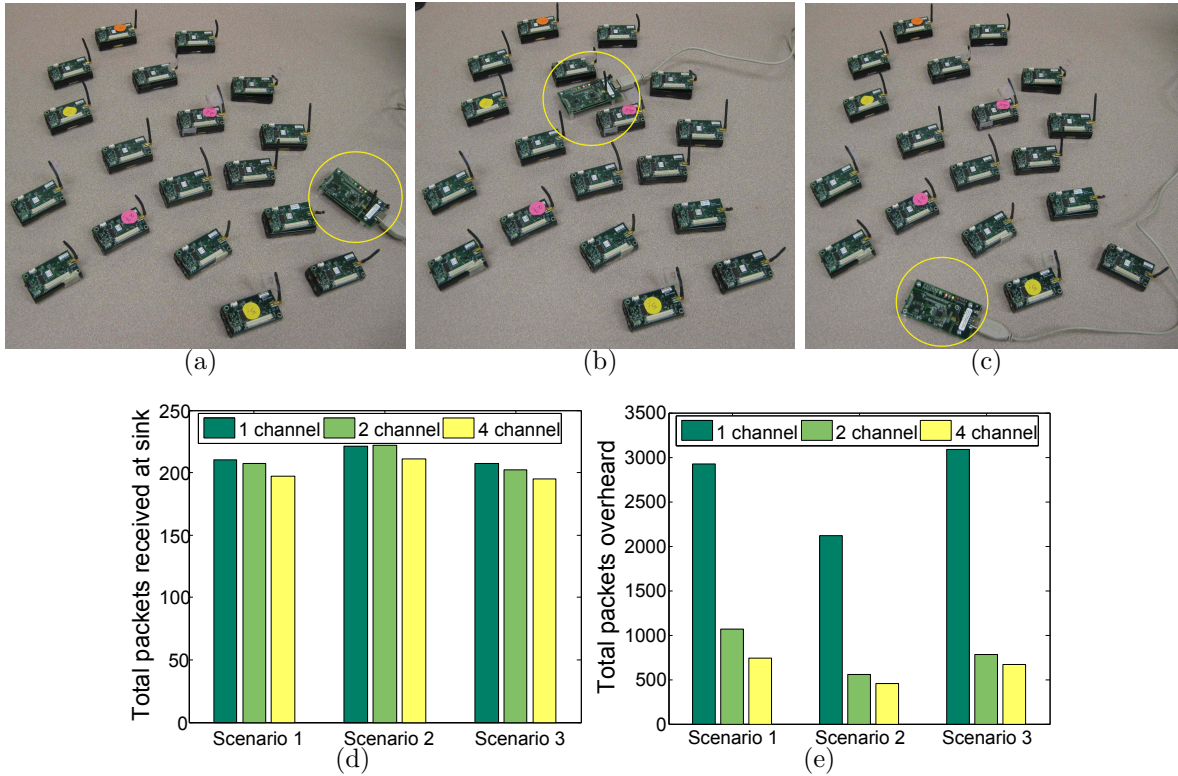 (a)
(b)
(c)
Total packets received at sink
250
200
150
100
50
0
1 channel
2 channel
4 channel
Scenario 1
Scenario 2
Scenario 3
(d)
Total packets overheard
3500
3000
2500
2000
1500
1000
500
0
1 channel
2 channel
4 channel
Scenario 1
Scenario 2
Scenario 3
(e)